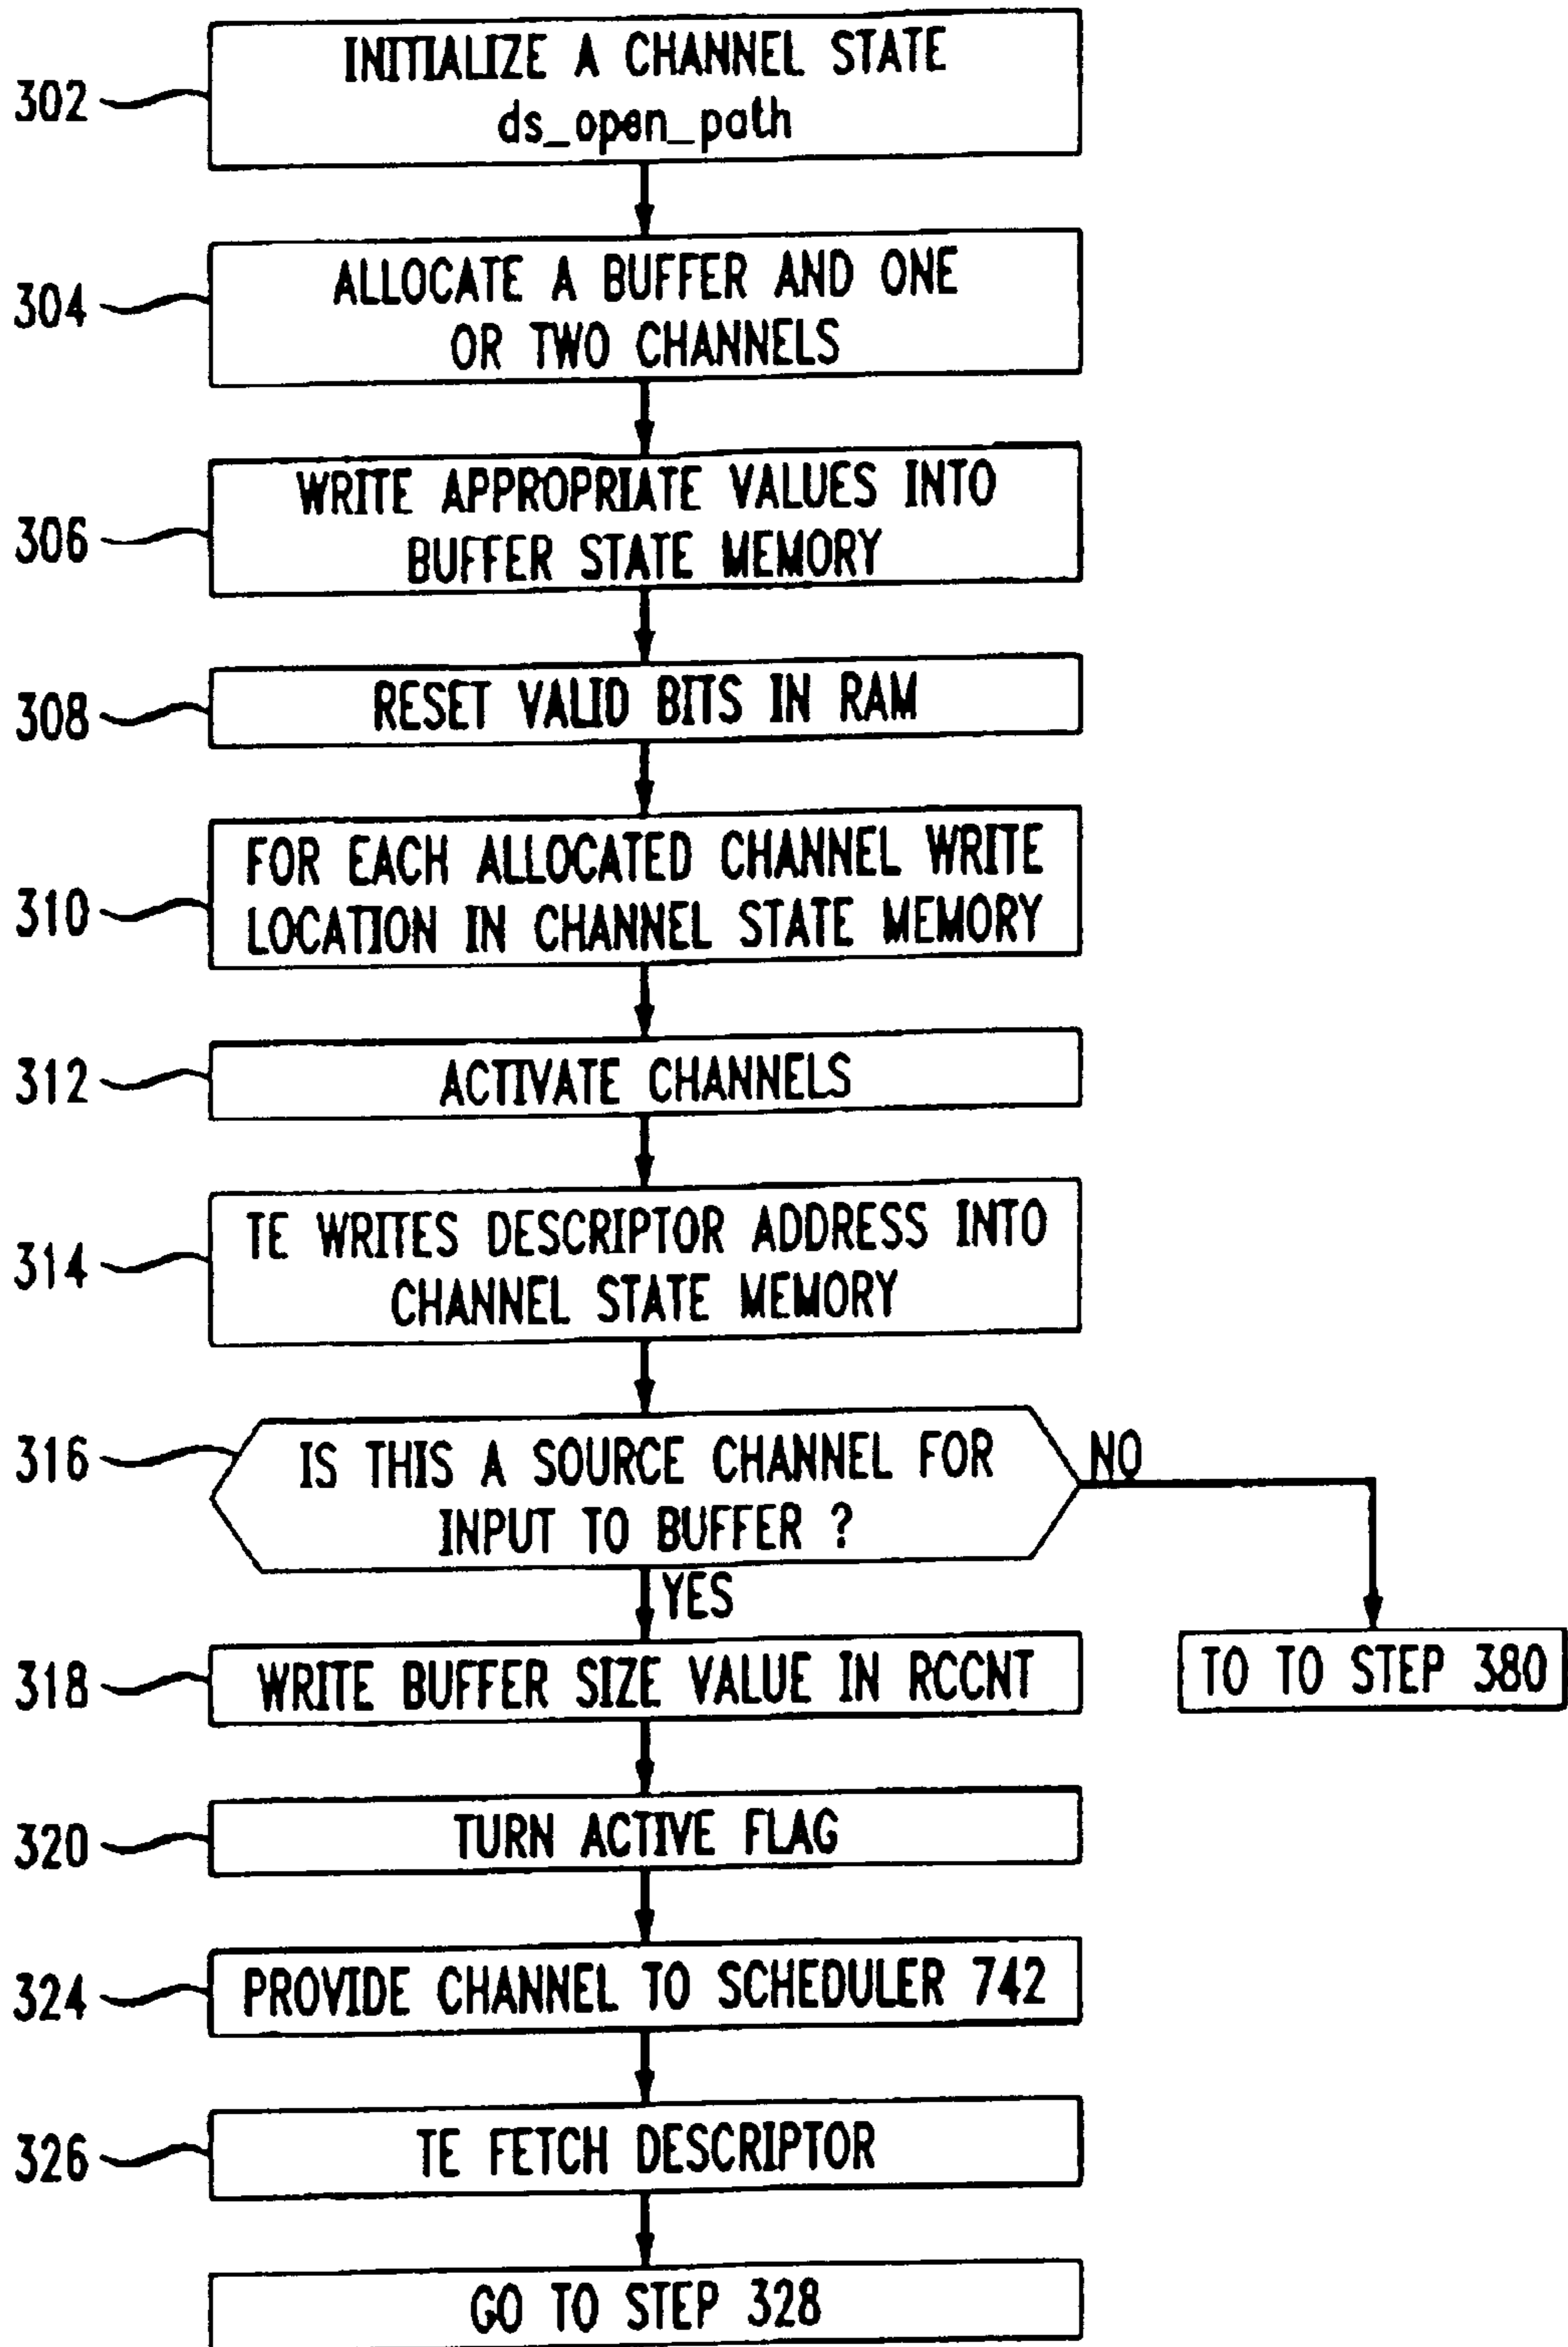 302
INITIALIZE A CHANNEL STATE
ds_open_path
304
ALLOCATE A BUFFER AND ONE
OR TWO CHANNELS
306
WRITE APPROPRIATE VALUES INTO
BUFFER STATE MEMORY
308
RESET VALID BITS IN RAM
310
FOR EACH ALLOCATED CHANNEL WRITE
LOCATION IN CHANNEL STATE MEMORY
312
ACTIVATE CHANNELS
314
TE WRITES DESCRIPTOR ADDRESS INTO
CHANNEL STATE MEMORY
316
IS THIS A SOURCE CHANNEL FOR
INPUT TO BUFFER ?
NO
YES
318
WRITE BUFFER SIZE VALUE IN RCCNT
TO TO STEP 380
320
TURN ACTIVE FLAG
324
PROVIDE CHANNEL TO SCHEDULER 742
326
TE FETCH DESCRIPTOR
GO TO STEP 328